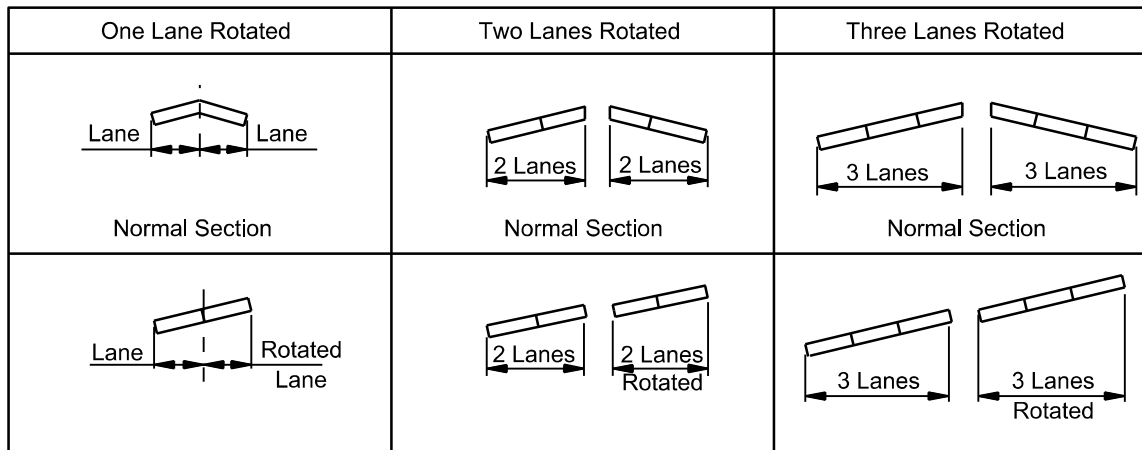 One Lane Rotated
Two Lanes Rotated
Three Lanes Rotated
Lane
Lane
Normal Section
2 Lanes
2 Lanes
Normal Section
3 Lanes
3 Lanes
Normal Section
Lane
Rotated
Lane
2 Lanes
2 Lanes
Rotated
3 Lanes
3 Lanes
Rotated